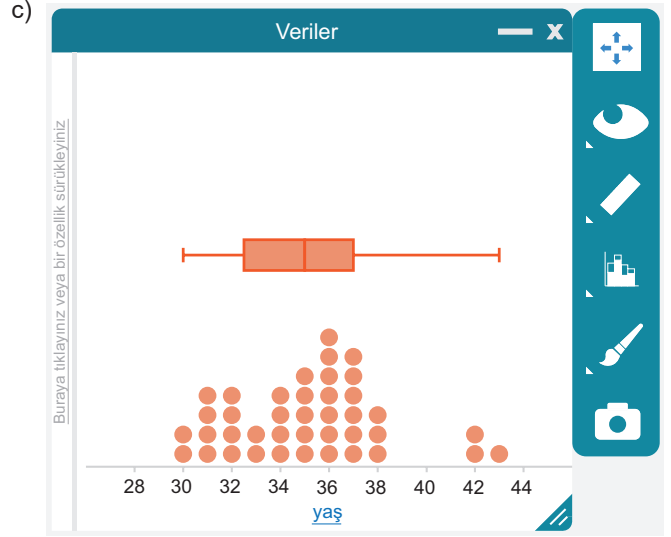 c)
Veriler
X
Buraya tıklayınız veya bir özellik sürükleyiniz
28 30 32 34 36 38 40 42 44
yaş